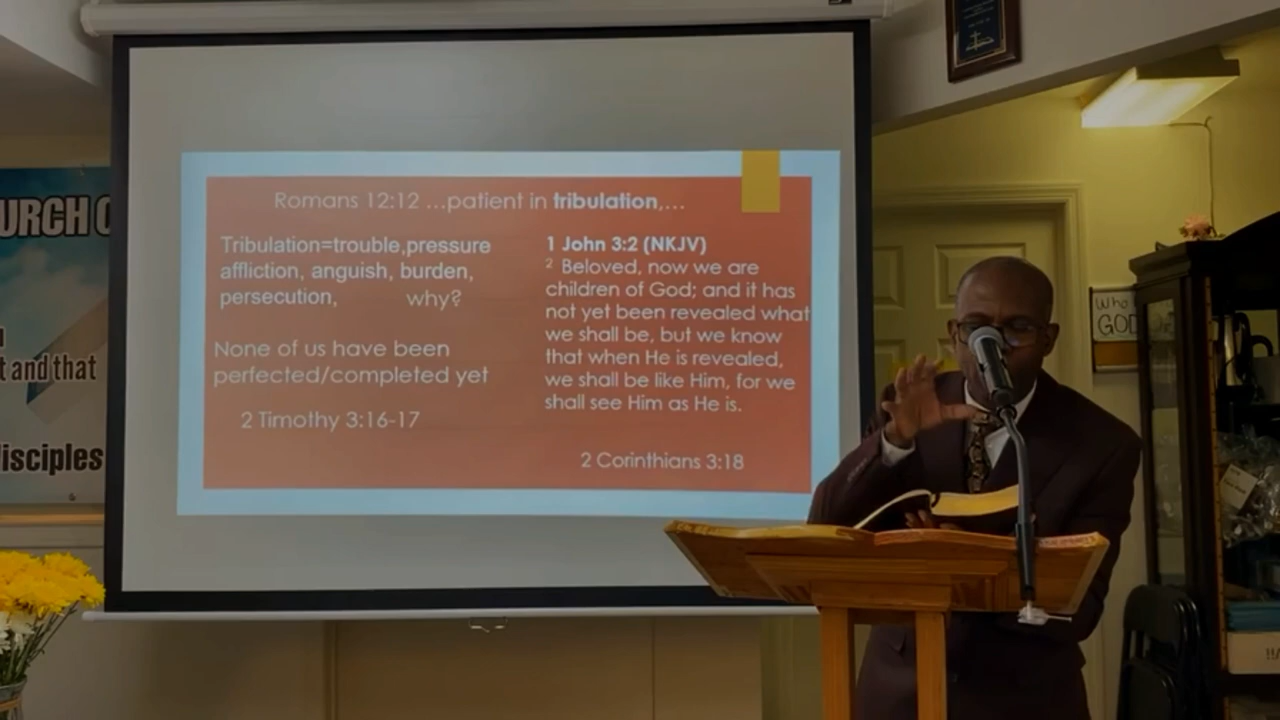 URCH O
t and that
isciples
Romans 12:12 ...patient in tribulation,...
Tribulation=trouble,pressure
affliction, anguish, burden,
persecution, why?
None of us have been
perfected/completed yet
2 Timothy 3:16-17
1 John 3:2 (NKJV)
2 Beloved, now we are
children of God; and it has
not yet been revealed what
we shall be, but we know
that when He is revealed,
we shall be like Him, for we
shall see Him as He is.
2 Corinthians 3:18
Who
GOD